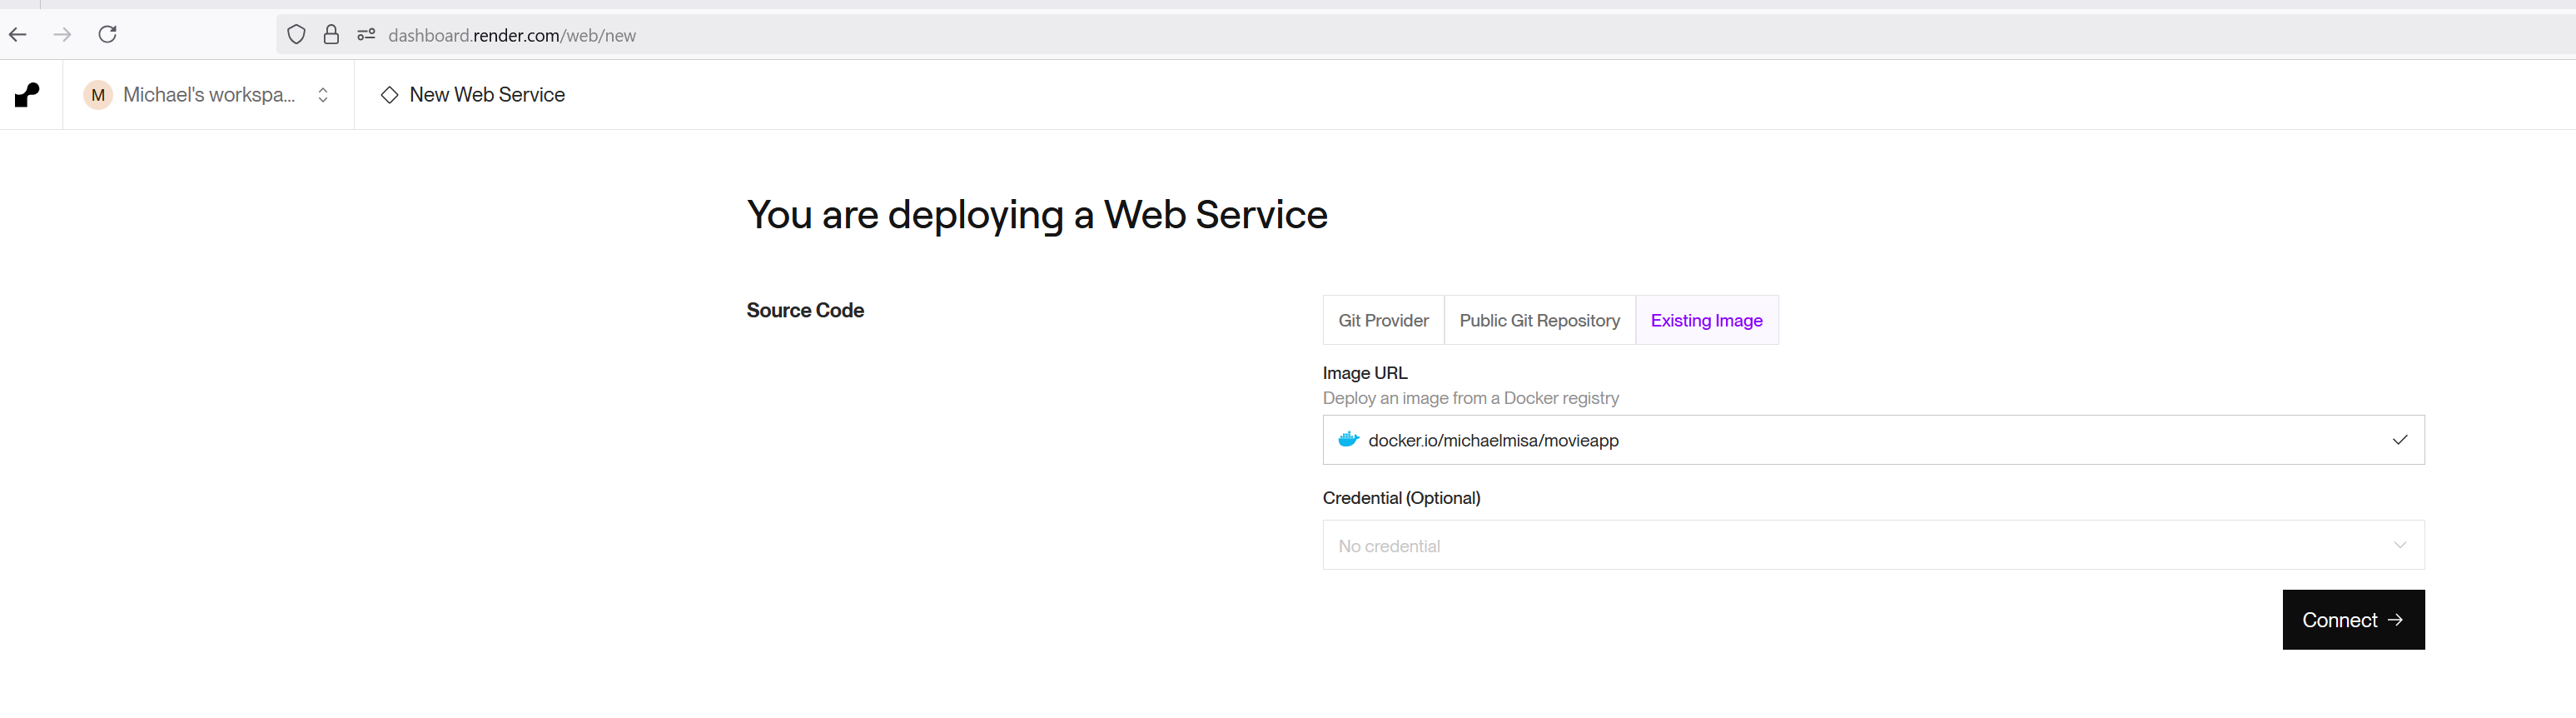 dashboard.render.com/web/new
M Michael's workspa... New Web Service
You are deploying a Web Service
Source Code
Git Provider Public Git Repository Existing Image
Image URL
Deploy an image from a Docker registry
docker.io/michaelmisa/movieapp
Credential (Optional)
No credential
Connect →